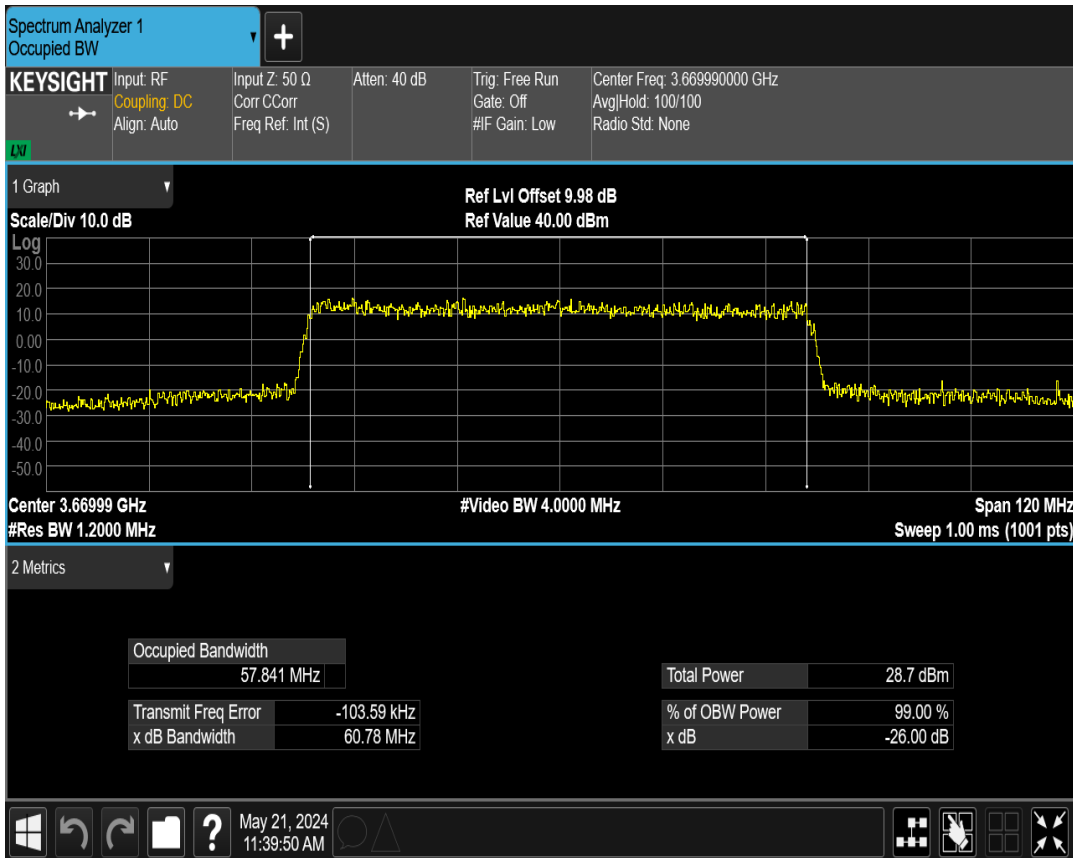 Spectrum Analyzer 1
Occupied BW
KEYSIGHT
LXI
Input: RF
Coupling: DC
Align: Auto
Input Z: 50 Ω
Corr CCorr
Freq Ref: Int (S)
Atten: 40 dB
Trig: Free Run
Gate: Off
#IF Gain: Low
Center Freq: 3.669990000 GHz
Avg|Hold: 100/100
Radio Std: None
1 Graph
Ref Lvl Offset 9.98 dB
Scale/Div 10.0 dB
Ref Value 40.00 dBm
Log
30.0
20.0
10.0
0.00
-10.0
-20.0
-30.0
-40.0
-50.0
Center 3.66999 GHz
#Video BW 4.0000 MHz
Span 120 MHz
#Res BW 1.2000 MHz
Sweep 1.00 ms (1001 pts)
2 Metrics
Occupied Bandwidth
57.841 MHz
Total Power 28.7 dBm
Transmit Freq Error -103.59 kHz
% of OBW Power 99.00 %
x dB Bandwidth 60.78 MHz
x dB -26.00 dB
?
May 21, 2024
11:39:50 AM